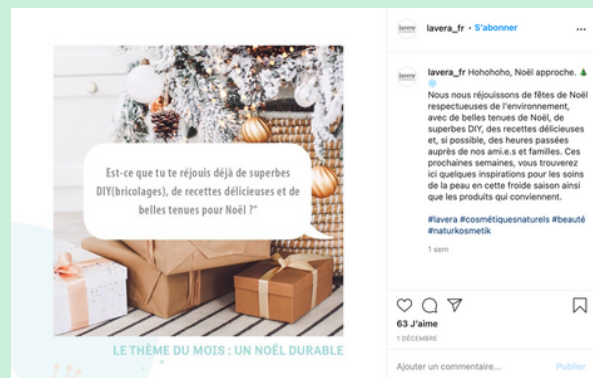 Est-ce que tu te réjouis déjà de superbes
DIY(bricolages), de recettes délicieuses et de
belles tenues pour Noël ?"
LE THÈME DU MOIS : UN NOËL DURABLE
lavera
lavera_fr • S'abonner
lavera
lavera_fr Hohohoho, Noël approche. 🎄
❄️
Nous nous réjouissons de fêtes de Noël
respectueuses de l'environnement,
avec de belles tenues de Noël, de
superbes DIY, des recettes délicieuses
et, si possible, des heures passées
auprès de nos ami.e.s et familles. Ces
prochaines semaines, vous trouverez
ici quelques inspirations pour les soins
de la peau en cette froide saison ainsi
que les produits qui conviennent.
#lavera #cosmétiquesnaturels #beauté
#naturkosmetik
1 sem
63 J'aime
1 DÉCEMBRE
Ajouter un commentaire... Publier